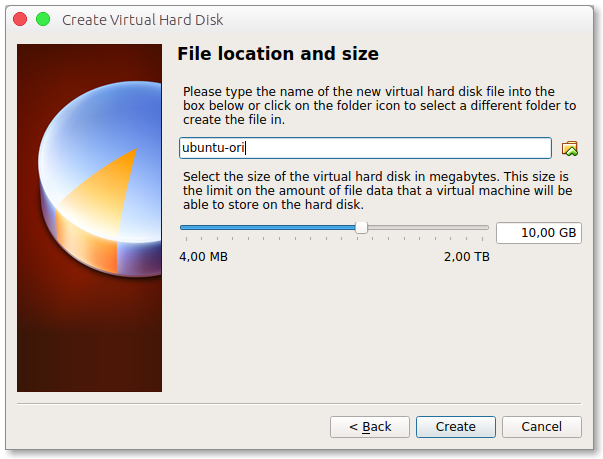 Create Virtual Hard Disk
File location and size
Please type the name of the new virtual hard disk file into the
box below or click on the folder icon to select a different folder to
create the file in.
ubuntu-ori
Select the size of the virtual hard disk in megabytes. This size is
the limit on the amount of file data that a virtual machine will be
able to store on the hard disk.
10,00 GB
4,00 MB 2,00 TB
< Back Create Cancel